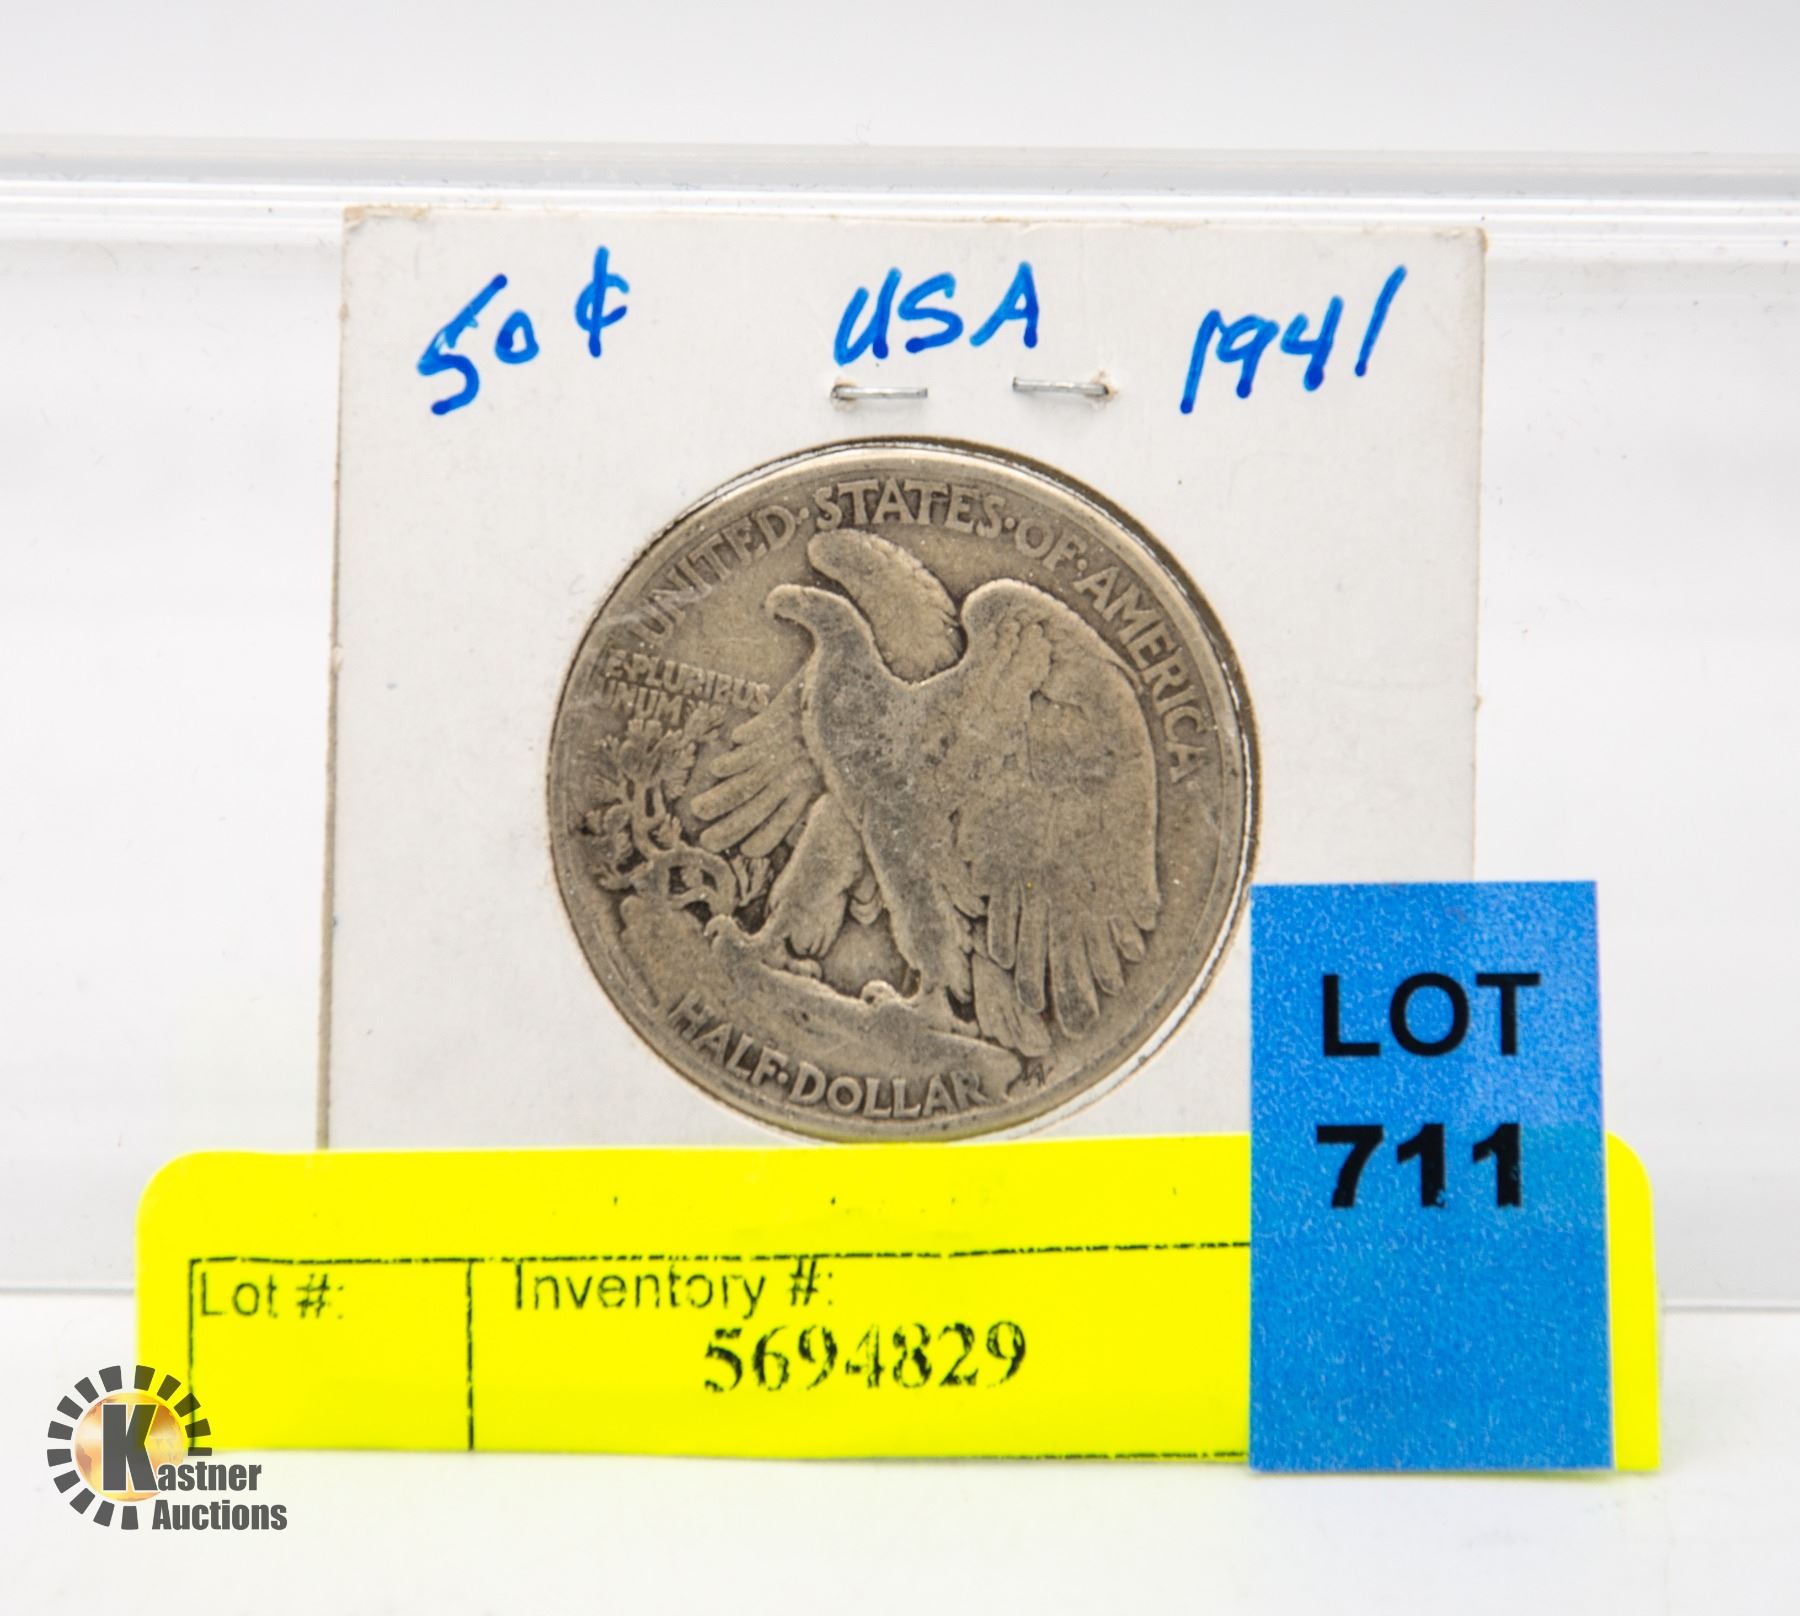 50¢ USA 1941
UNITED·STATES·OF·AMERICA
E·PLURIBUS
UNUM
HALF·DOLLAR
LOT
711
Lot #:
Inventory #:
5694829
Kastner
Auctions